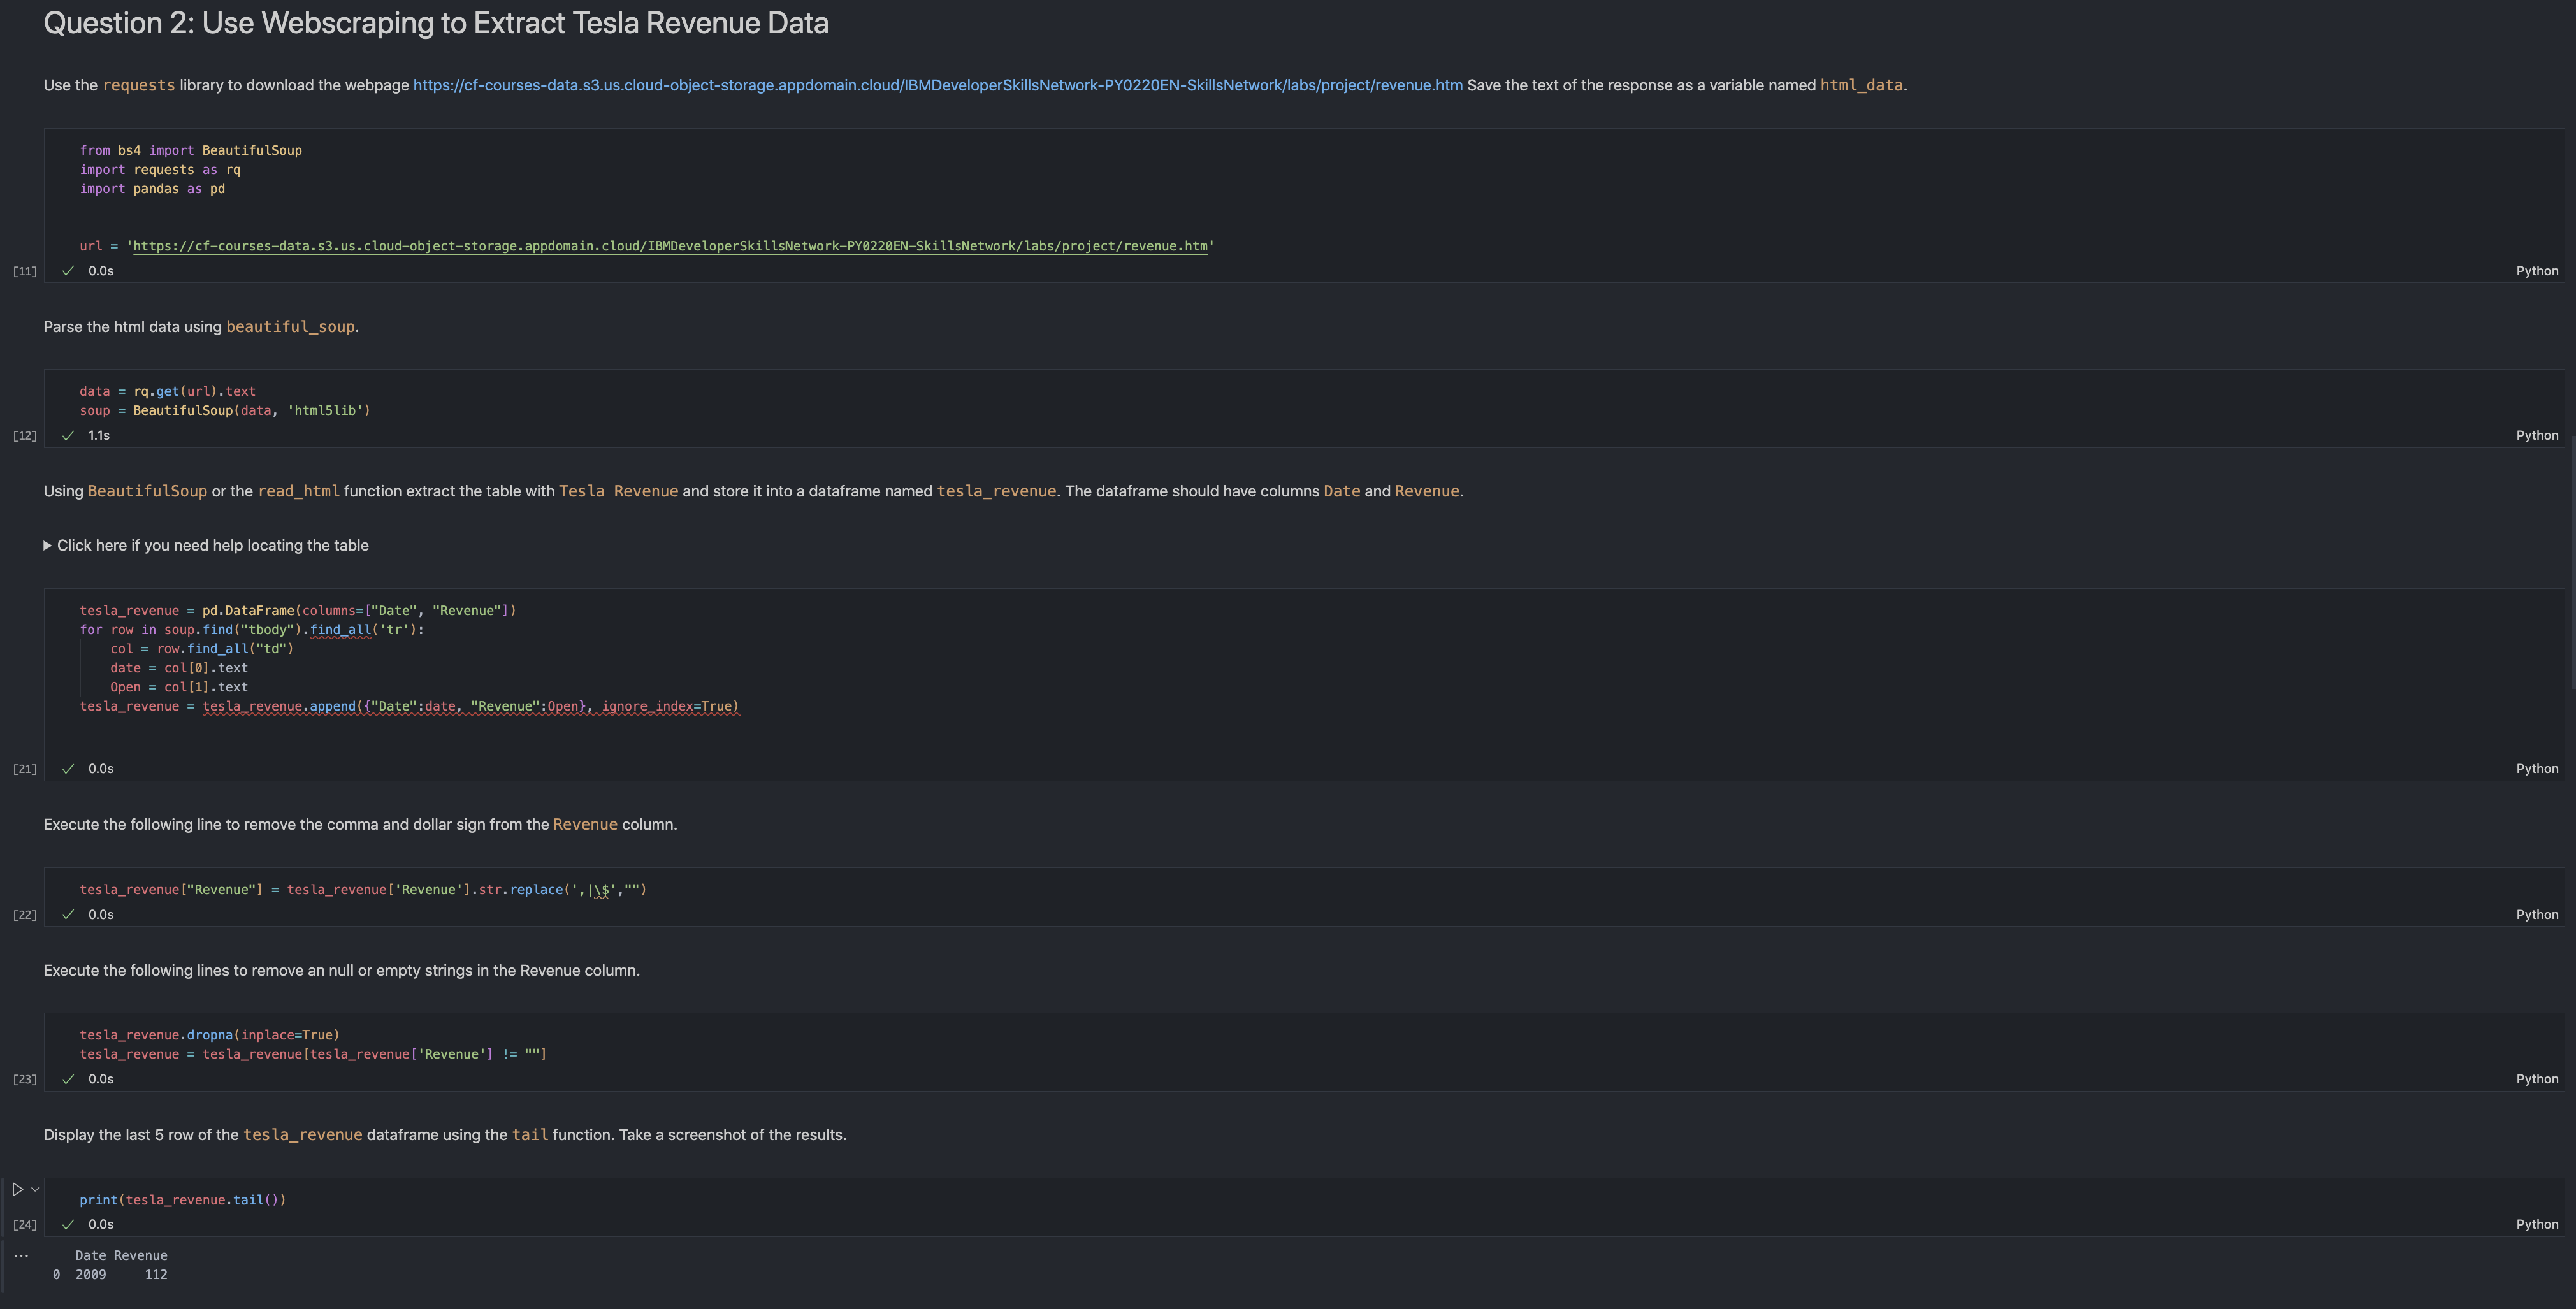 Question 2: Use Webscraping to Extract Tesla Revenue Data
Use the requests library to download the webpage https://cf-courses-data.s3.us.cloud-object-storage.appdomain.cloud/IBMDeveloperSkillsNetwork-PY0220EN-SkillsNetwork/labs/project/revenue.htm Save the text of the response as a variable named html_data.
from bs4 import BeautifulSoup
import requests as rq
import pandas as pd
url = 'https://cf-courses-data.s3.us.cloud-object-storage.appdomain.cloud/IBMDeveloperSkillsNetwork-PY0220EN-SkillsNetwork/labs/project/revenue.htm'
[11] ✓ 0.0s Python
Parse the html data using beautiful_soup.
data = rq.get(url).text
soup = BeautifulSoup(data, 'html5lib')
[12] ✓ 1.1s Python
Using BeautifulSoup or the read_html function extract the table with Tesla Revenue and store it into a dataframe named tesla_revenue. The dataframe should have columns Date and Revenue.
▶ Click here if you need help locating the table
tesla_revenue = pd.DataFrame(columns=["Date", "Revenue"])
for row in soup.find("tbody").find_all('tr'):
    col = row.find_all("td")
    date = col[0].text
    Open = col[1].text
tesla_revenue = tesla_revenue.append({"Date":date, "Revenue":Open}, ignore_index=True)
[21] ✓ 0.0s Python
Execute the following line to remove the comma and dollar sign from the Revenue column.
tesla_revenue["Revenue"] = tesla_revenue['Revenue'].str.replace(',|\$',"")
[22] ✓ 0.0s Python
Execute the following lines to remove an null or empty strings in the Revenue column.
tesla_revenue.dropna(inplace=True)
tesla_revenue = tesla_revenue[tesla_revenue['Revenue'] != ""]
[23] ✓ 0.0s Python
Display the last 5 row of the tesla_revenue dataframe using the tail function. Take a screenshot of the results.
print(tesla_revenue.tail())
[24] ✓ 0.0s Python
... Date Revenue
0 2009 112